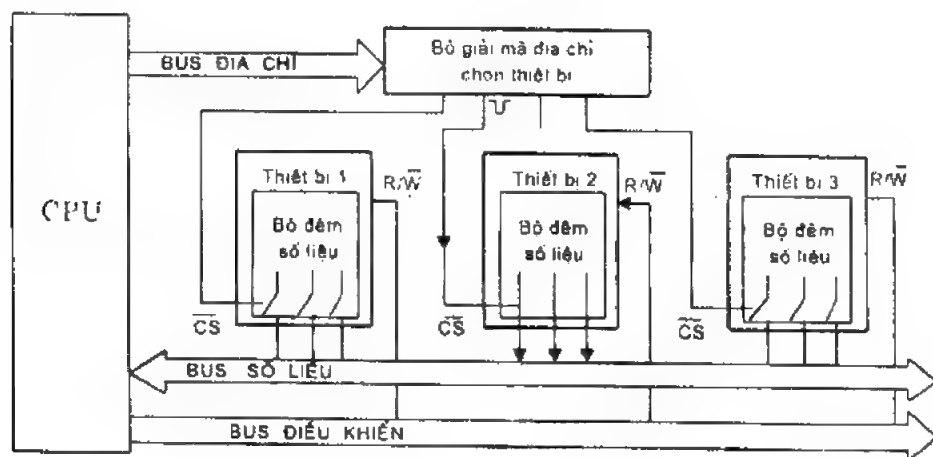 CPU
BUS ĐỊA CHỈ
Bộ giải mã địa chỉ
chọn thiết bị
Thiết bị 1
R/W̅
Bộ đệm
số liệu
C̅S̅
Thiết bị 2
R/W̅
Bộ đệm
số liệu
C̅S̅
Thiết bị 3
R/W̅
Bộ đệm
số liệu
C̅S̅
BUS SỐ LIỆU
BUS ĐIỀU KHIỂN